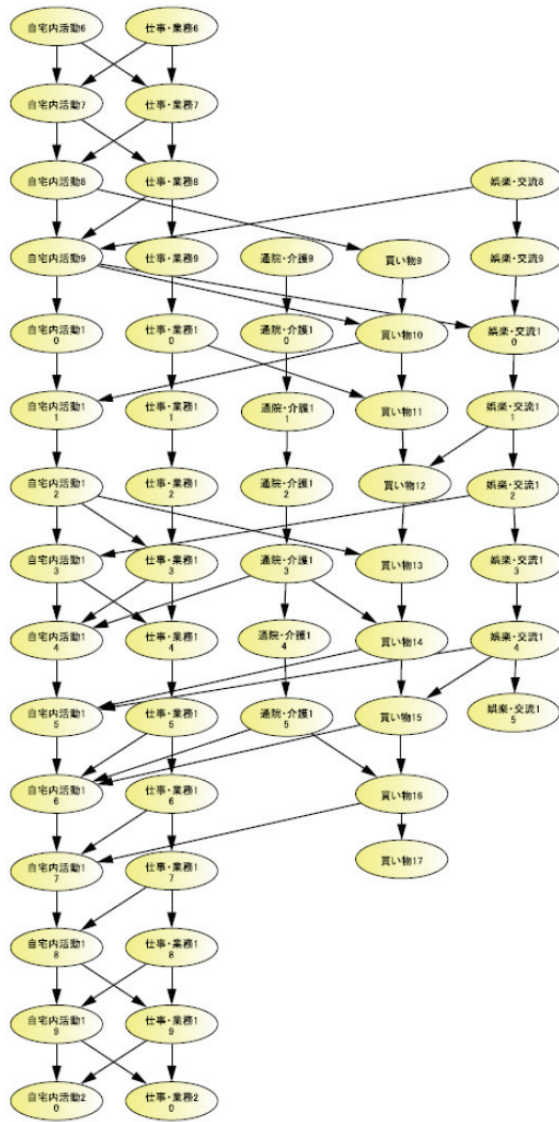 自宅内活動6
仕事・業務6
自宅内活動7
仕事・業務7
自宅内活動8
仕事・業務8
娯楽・交流8
自宅内活動9
仕事・業務9
通院・介護9
買い物9
娯楽・交流9
自宅内活動1
0
仕事・業務1
0
通院・介護1
0
買い物10
娯楽・交流1
0
自宅内活動1
1
仕事・業務1
1
通院・介護1
1
買い物11
娯楽・交流1
1
自宅内活動1
2
仕事・業務1
2
通院・介護1
2
買い物12
娯楽・交流1
2
自宅内活動1
3
仕事・業務1
3
通院・介護1
3
買い物13
娯楽・交流1
3
自宅内活動1
4
仕事・業務1
4
通院・介護1
4
買い物14
娯楽・交流1
4
自宅内活動1
5
仕事・業務1
5
通院・介護1
5
買い物15
娯楽・交流1
5
自宅内活動1
6
仕事・業務1
6
買い物16
自宅内活動1
7
仕事・業務1
7
買い物17
自宅内活動1
8
仕事・業務1
8
自宅内活動1
9
仕事・業務1
9
自宅内活動2
0
仕事・業務2
0